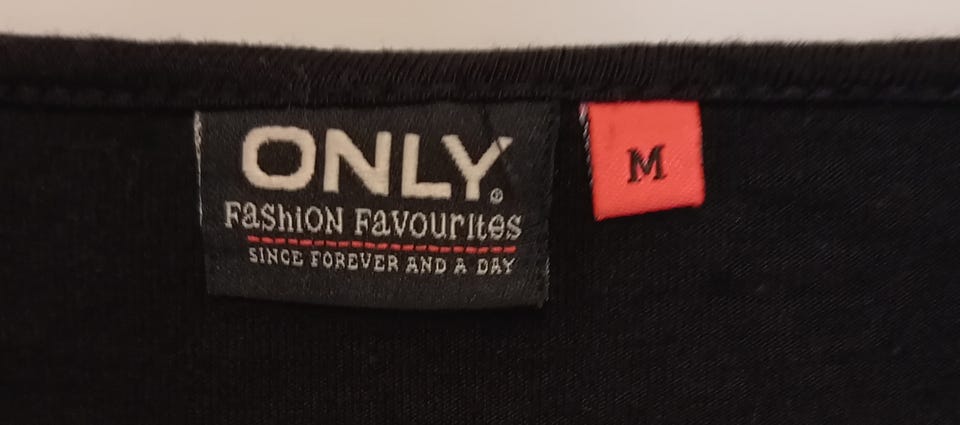 ONLY®
Fashion Favourites
SINCE FOREVER AND A DAY
M